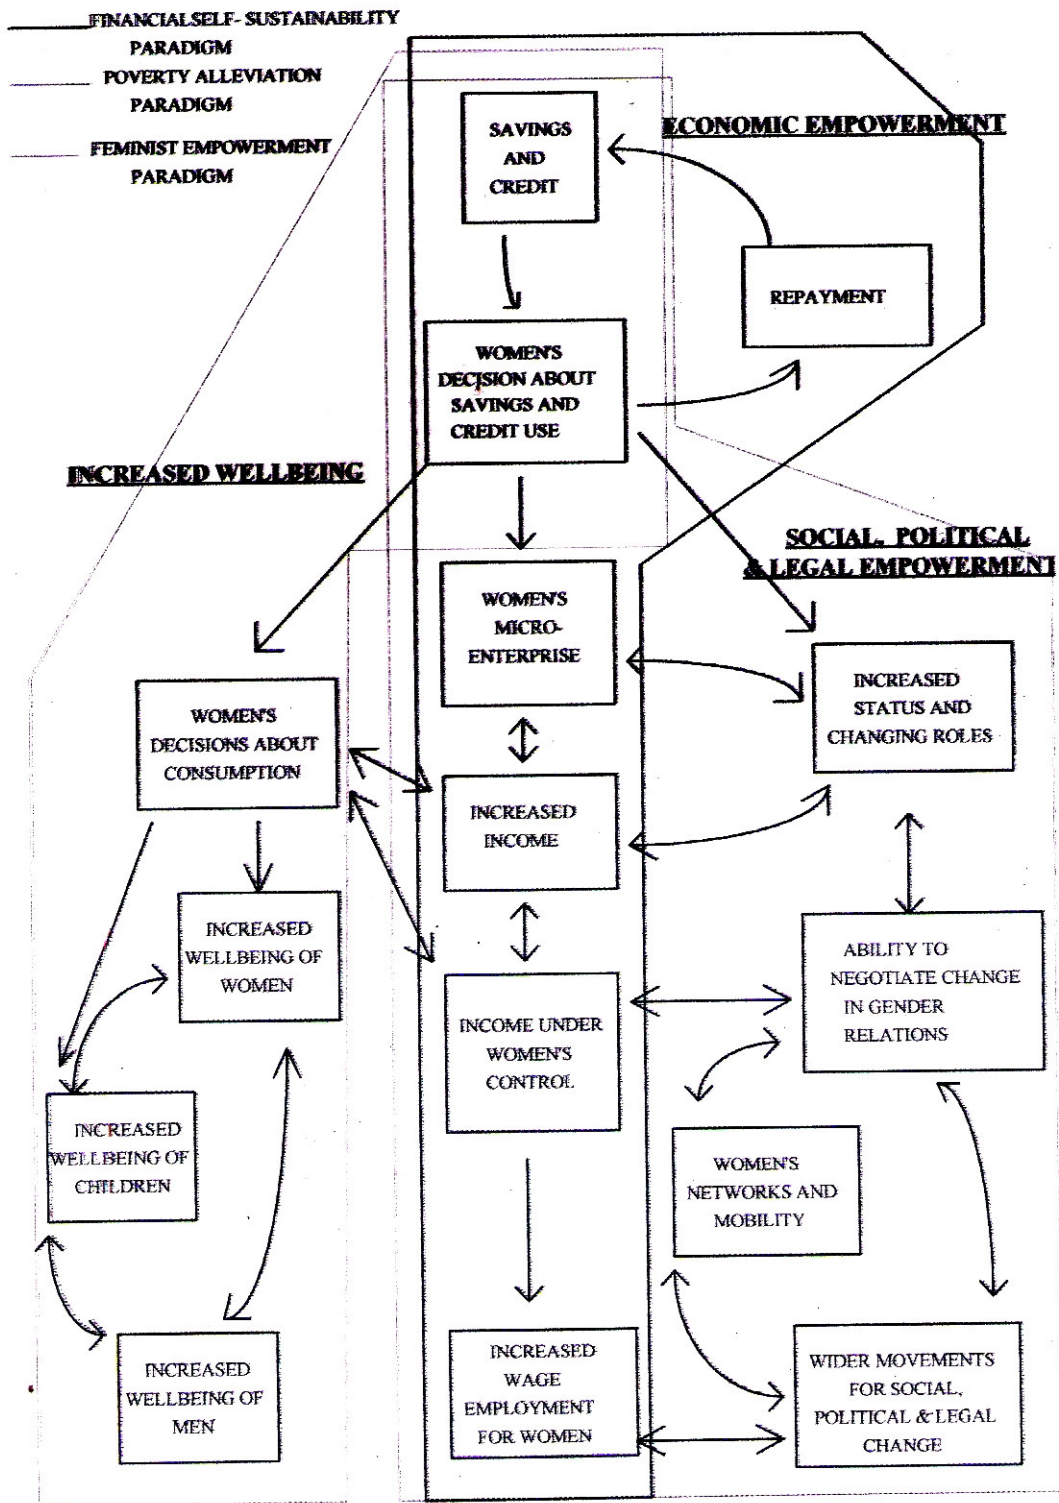 FINANCIALSELF- SUSTAINABILITY
PARADIGM
POVERTY ALLEVIATION
PARADIGM
FEMINIST EMPOWERMENT
PARADIGM
SAVINGS
AND
CREDIT
ECONOMIC EMPOWERMENT
REPAYMENT
WOMEN'S
DECISION ABOUT
SAVINGS AND
CREDIT USE
INCREASED WELLBEING
SOCIAL, POLITICAL
& LEGAL EMPOWERMENT
WOMEN'S
MICRO-
ENTERPRISE
INCREASED
STATUS AND
CHANGING ROLES
WOMEN'S
DECISIONS ABOUT
CONSUMPTION
INCREASED
INCOME
INCREASED
WELLBEING OF
WOMEN
ABILITY TO
NEGOTIATE CHANGE
IN GENDER
RELATIONS
INCOME UNDER
WOMEN'S
CONTROL
INCREASED
WELLBEING OF
CHILDREN
WOMEN'S
NETWORKS AND
MOBILITY
INCREASED
WELLBEING OF
MEN
INCREASED
WAGE
EMPLOYMENT
FOR WOMEN
WIDER MOVEMENTS
FOR SOCIAL,
POLITICAL & LEGAL
CHANGE